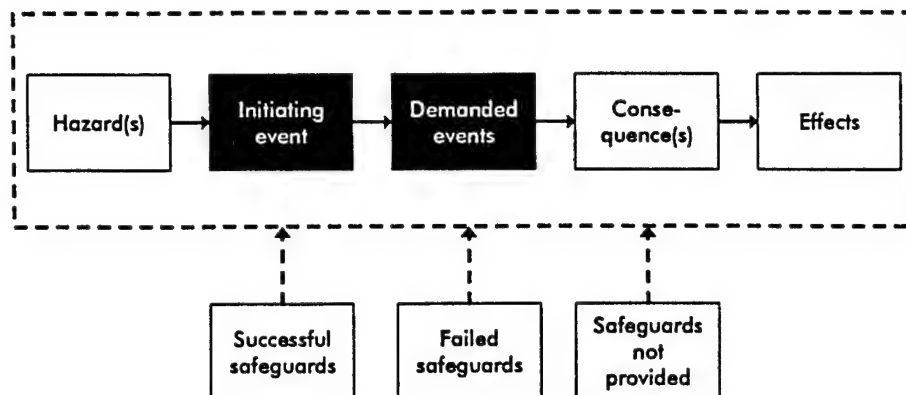 Hazard(s)
Initiating
event
Demanded
events
Conse-
quence(s)
Effects
Successful
safeguards
Failed
safeguards
Safeguards
not
provided